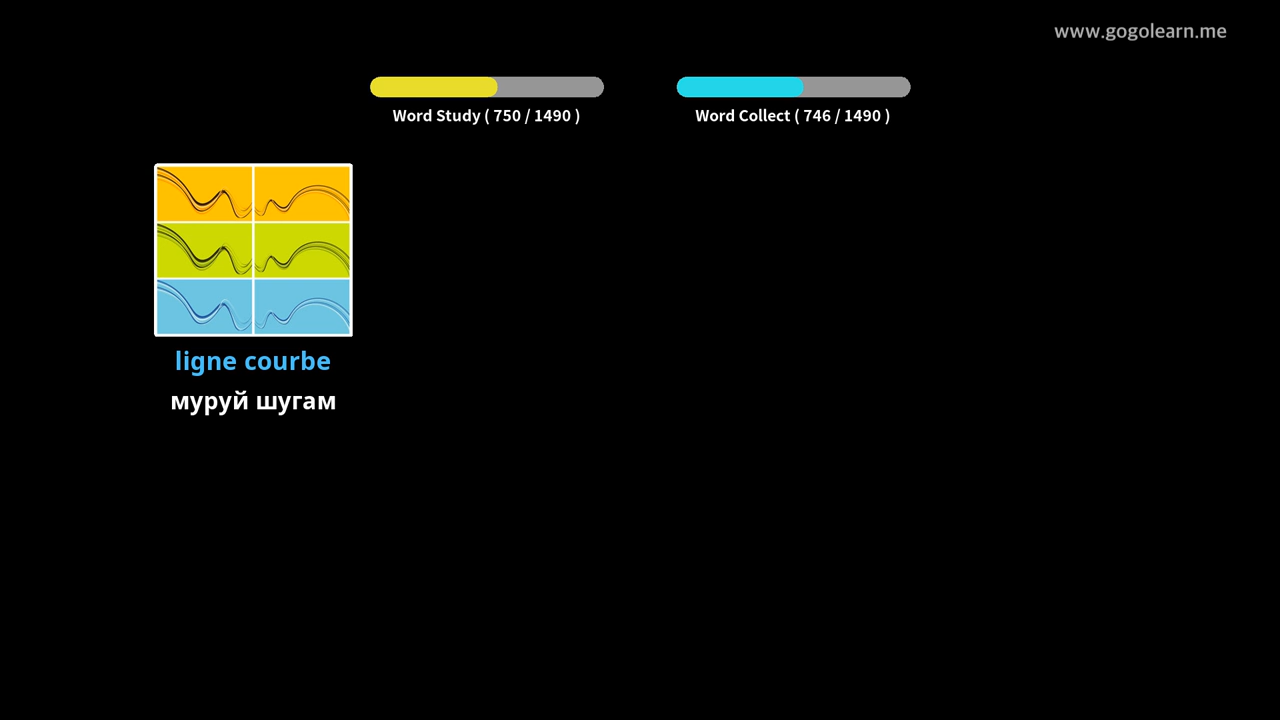 www.gogolearn.me
Word Study ( 750 / 1490 )
Word Collect ( 746 / 1490 )
ligne courbe
муруй шугам